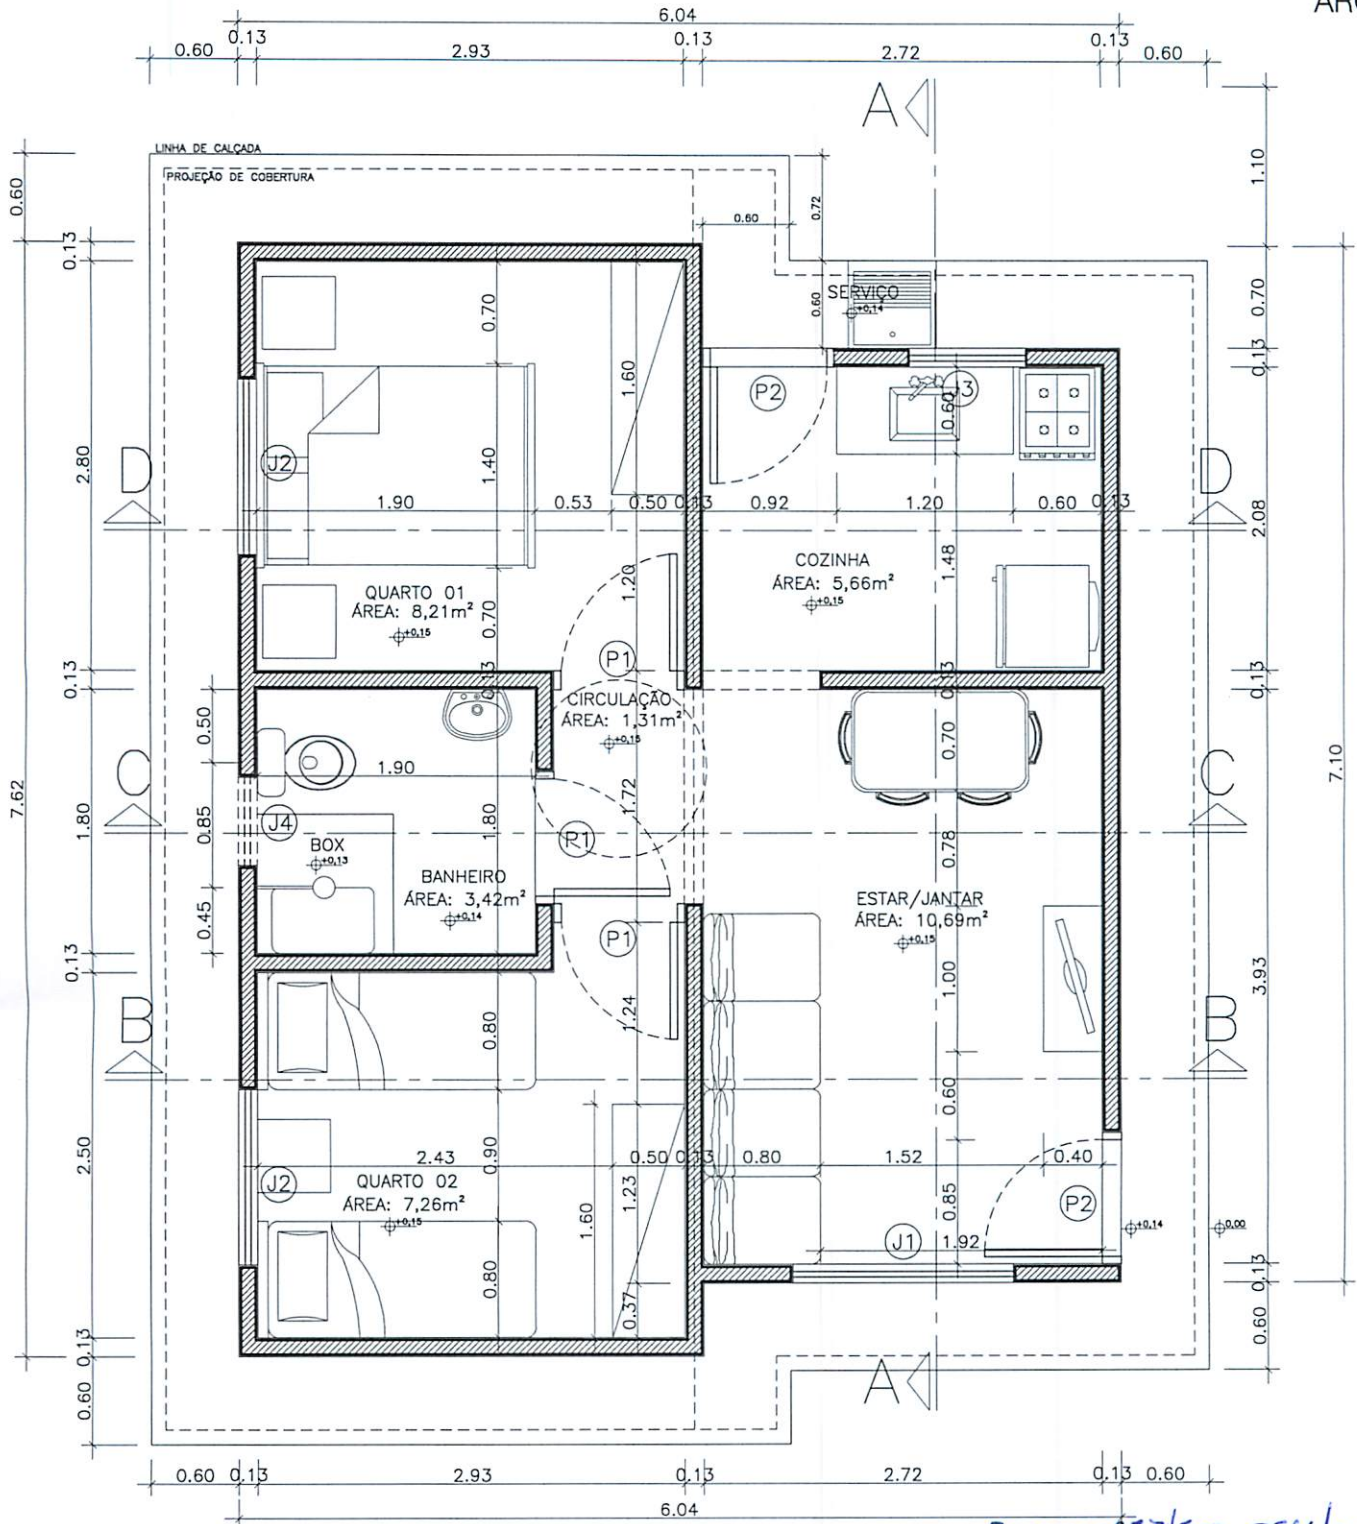 6.04
0.60 0.13 2.93 0.13 2.72 0.13 0.60
A
LINHA DE CALÇADA
PROJEÇÃO DE COBERTURA
0.60
0.13
2.80
0.13
0.50
1.80
0.85
0.45
0.13
2.50
0.13
0.60
7.62
1.10
0.70
0.13
2.08
0.13
3.93
0.13
0.60
7.10
0.60
0.72
0.60
SERVIÇO
+0,14
0.70
1.60
P2
J3
0.60
D
J2
1.40
D
1.90 0.53 0.50 0.13 0.92 1.20 0.60 0.13
COZINHA
ÁREA: 5,66m²
+0,15
1.48
QUARTO 01
ÁREA: 8,21m²
+0,15
0.70
1.20
P1
0.13
0.13
CIRCULAÇÃO
ÁREA: 1,31m²
+0,15
0.70
C
1.90
1.72
C
J4
BOX
+0,13
1.80
P1
0.78
BANHEIRO
ÁREA: 3,42m²
+0,14
ESTAR/JANTAR
ÁREA: 10,69m²
+0,15
P1
1.00
B
0.80
1.24
B
0.60
2.43 0.90 0.50 0.13 0.80 1.52 0.40
J2
QUARTO 02
ÁREA: 7,26m²
+0,15
1.60
1.23
0.85
P2
+0,14
0,00
J1
1.92
0.80
0.37
A
0.60 0.13 2.93 0.13 2.72 0.13 0.60
6.04